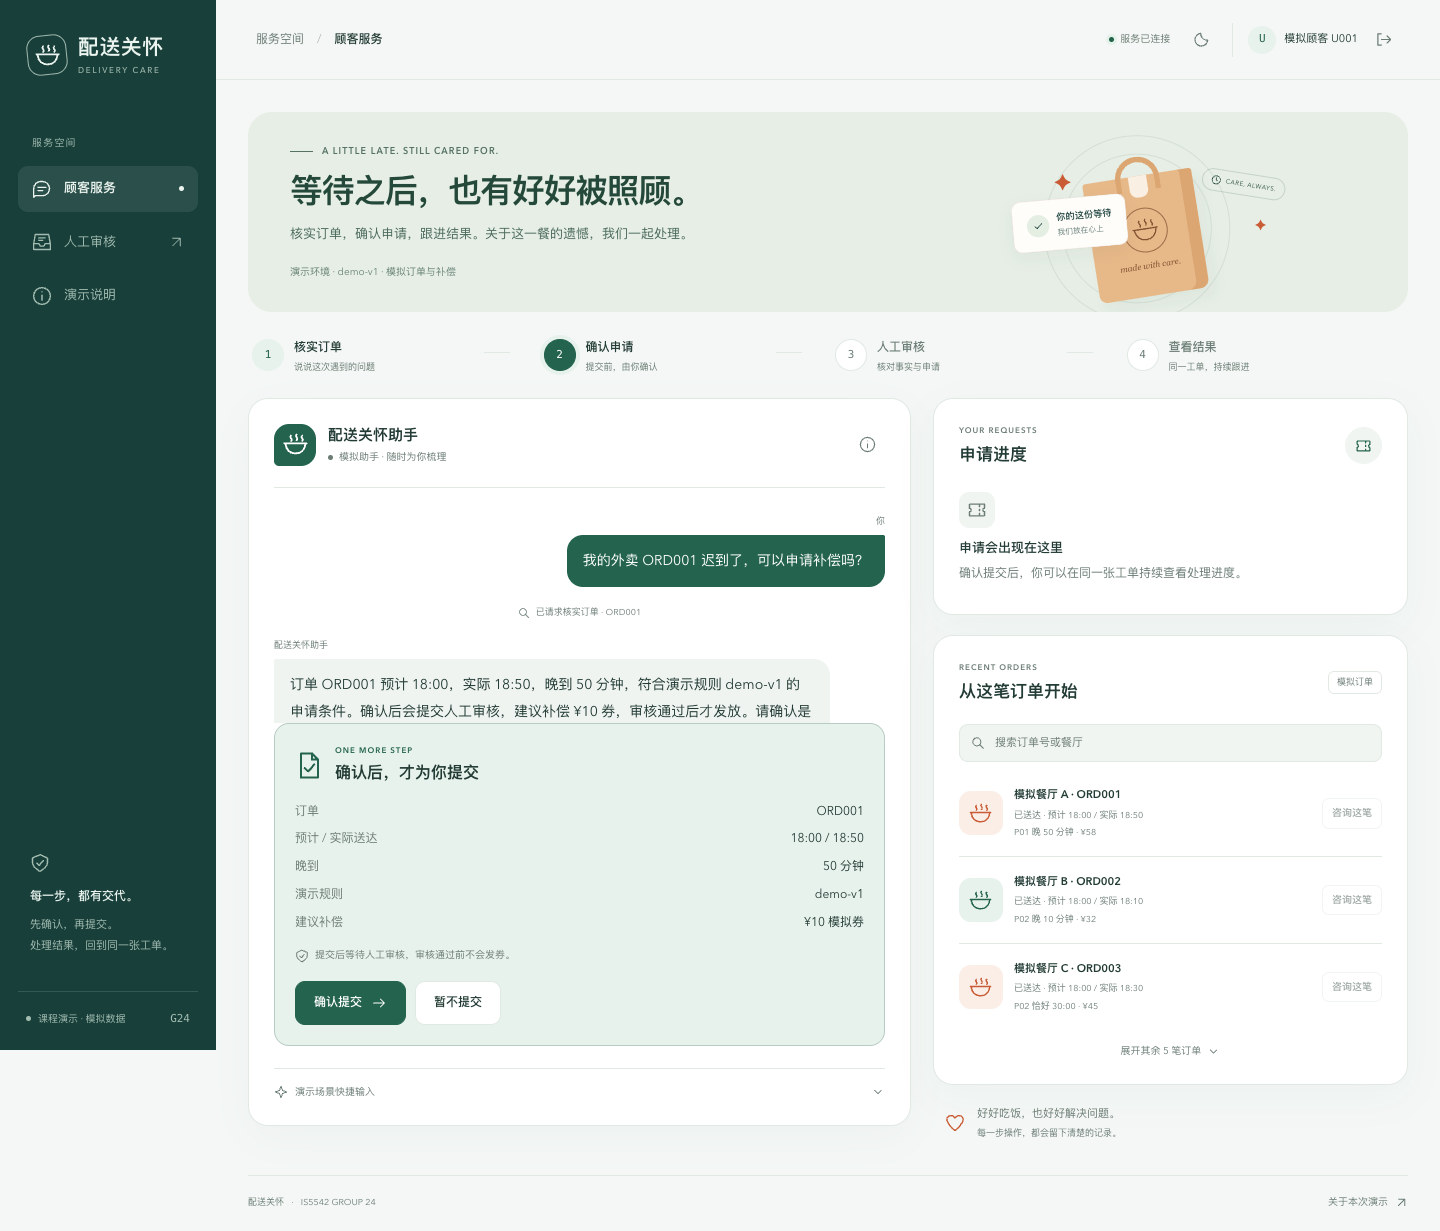 配送关怀
DELIVERY CARE
服务空间
顾客服务
人工审核
演示说明
每一步，都有交代。
先确认，再提交。
处理结果，回到同一张工单。
课程演示 · 模拟数据
G24
服务空间 / 顾客服务
服务已连接
U
模拟顾客 U001
A LITTLE LATE. STILL CARED FOR.
等待之后，也有好好被照顾。
核实订单，确认申请，跟进结果。关于这一餐的遗憾，我们一起处理。
演示环境 · demo-v1 · 模拟订单与补偿
CARE, ALWAYS.
你的这份等待
我们放在心上
made with care.
1
核实订单
说说这次遇到的问题
2
确认申请
提交前，由你确认
3
人工审核
核对事实与申请
4
查看结果
同一工单，持续跟进
配送关怀助手
模拟助手 · 随时为你梳理
你
我的外卖 ORD001 迟到了，可以申请补偿吗？
已请求核实订单 · ORD001
配送关怀助手
订单 ORD001 预计 18:00，实际 18:50，晚到 50 分钟，符合演示规则 demo-v1 的
申请条件。确认后会提交人工审核，建议补偿 ¥10 券，审核通过后才发放。请确认是
ONE MORE STEP
确认后，才为你提交
订单
ORD001
预计 / 实际送达
18:00 / 18:50
晚到
50 分钟
演示规则
demo-v1
建议补偿
¥10 模拟券
提交后等待人工审核，审核通过前不会发券。
确认提交
暂不提交
演示场景快捷输入
YOUR REQUESTS
申请进度
申请会出现在这里
确认提交后，你可以在同一张工单持续查看处理进度。
RECENT ORDERS
从这笔订单开始
模拟订单
搜索订单号或餐厅
模拟餐厅 A · ORD001
已送达 · 预计 18:00 / 实际 18:50
P01 晚 50 分钟 · ¥58
咨询这笔
模拟餐厅 B · ORD002
已送达 · 预计 18:00 / 实际 18:10
P02 晚 10 分钟 · ¥32
咨询这笔
模拟餐厅 C · ORD003
已送达 · 预计 18:00 / 实际 18:30
P02 恰好 30:00 · ¥45
咨询这笔
展开其余 5 笔订单
好好吃饭，也好好解决问题。
每一步操作，都会留下清楚的记录。
配送关怀 · IS5542 GROUP 24
关于本次演示